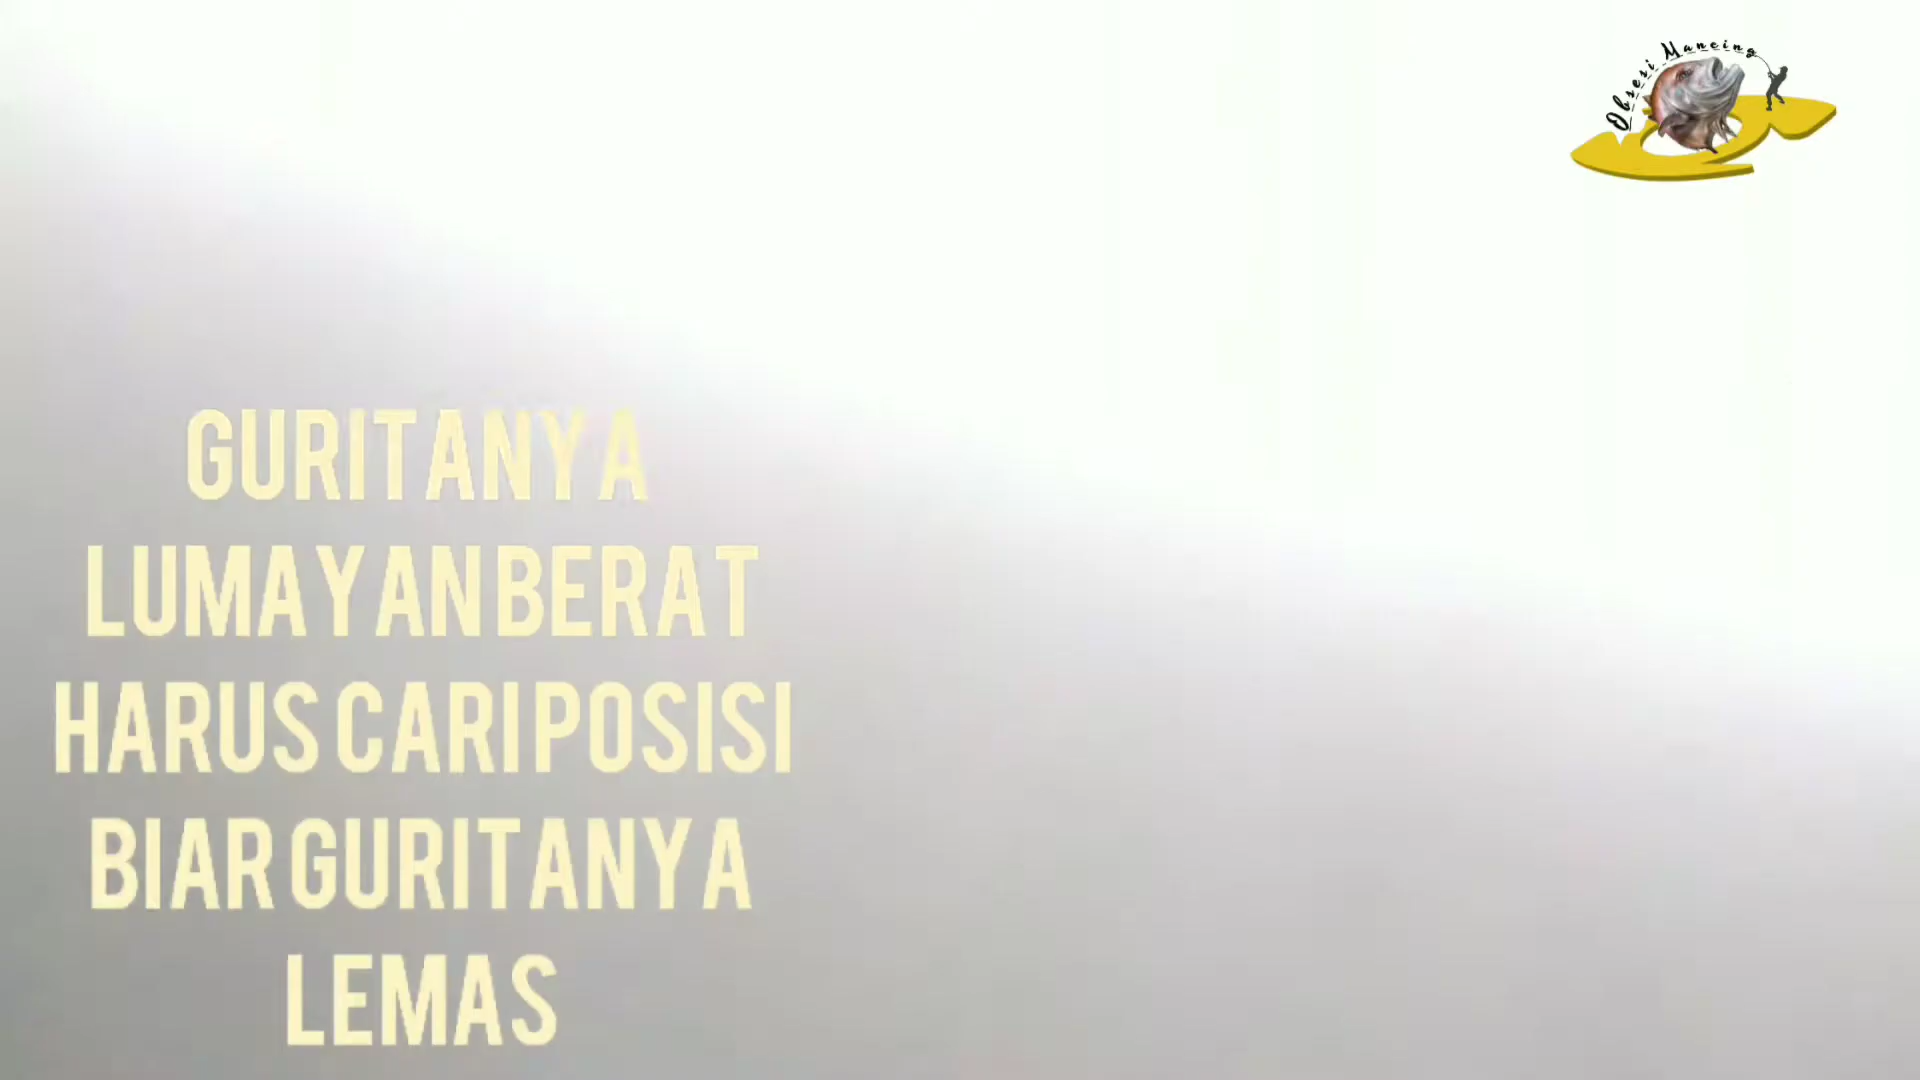 Obsesi Mancing
GURITANYA
LUMAYAN BERAT
HARUS CARI POSISI
BIAR GURITANYA
LEMAS